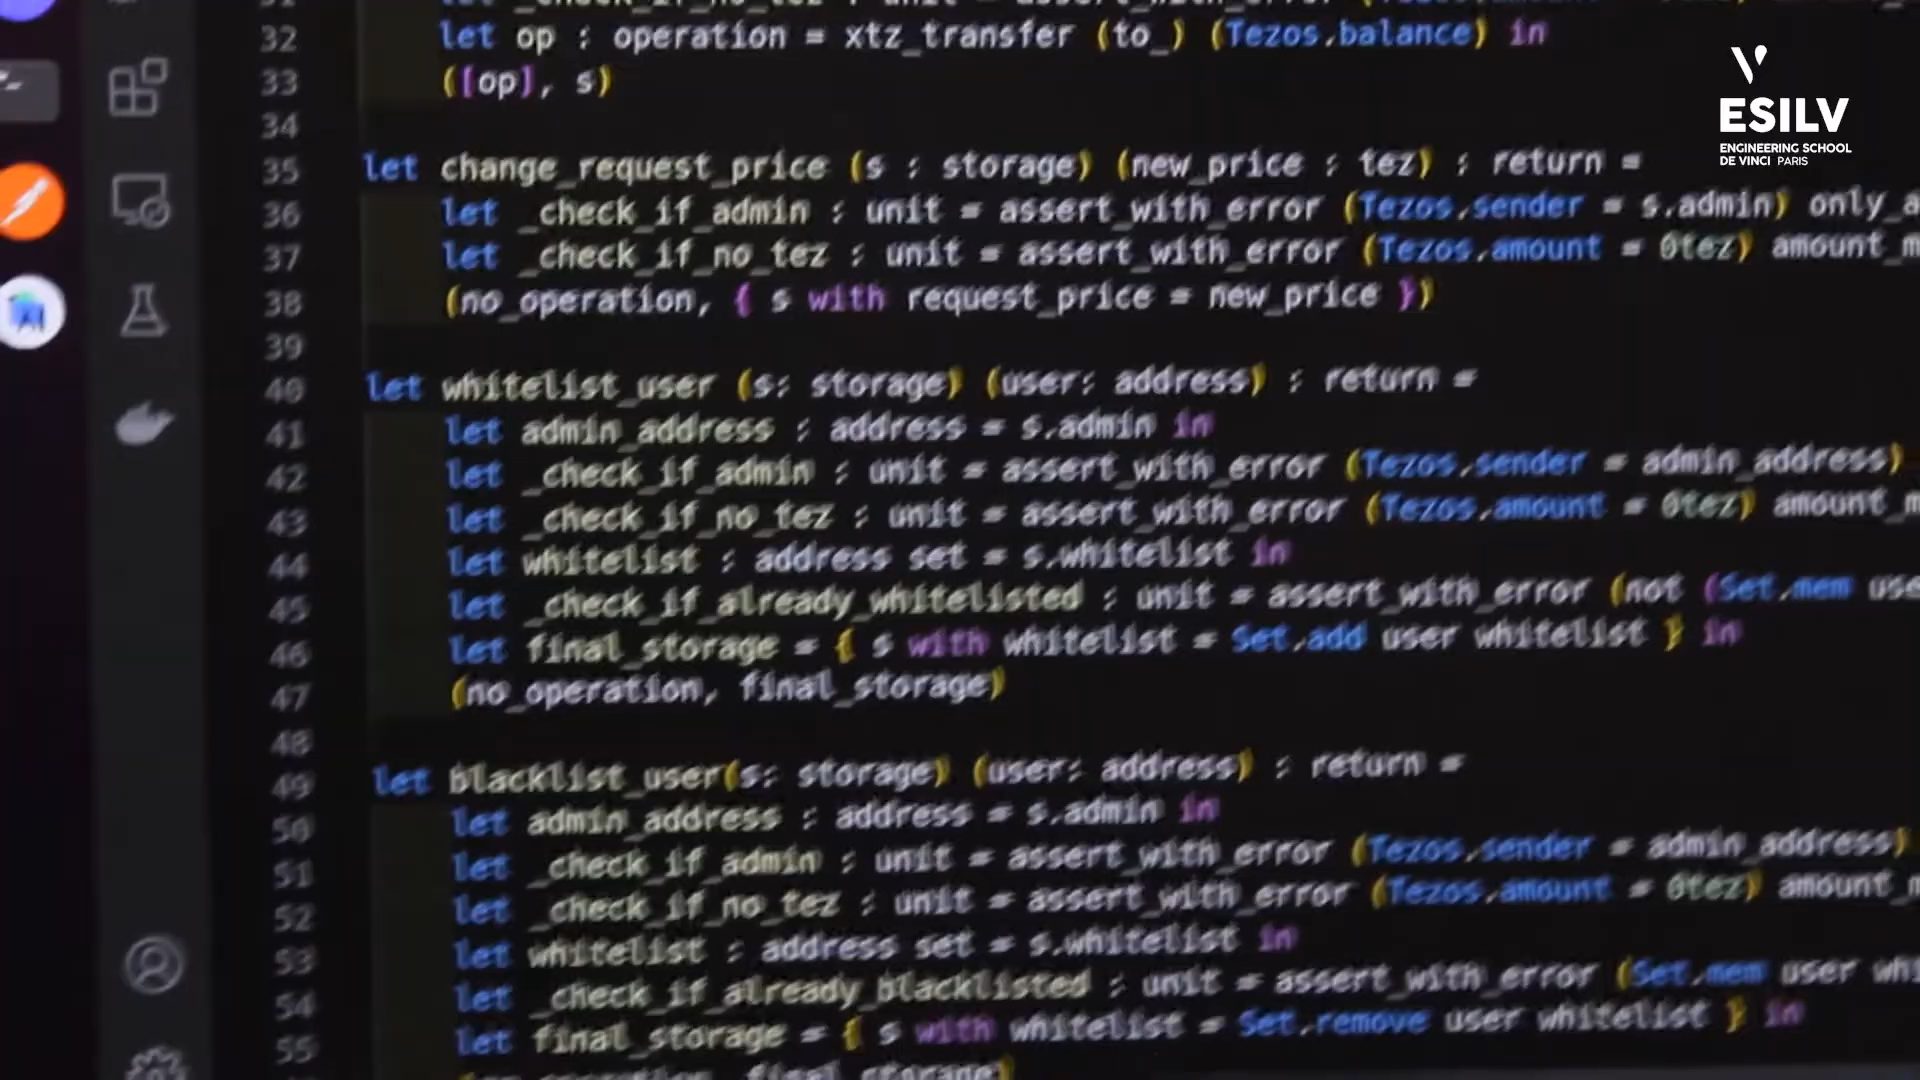 32 let op : operation = xtz_transfer (to_) (Tezos.balance) in
33 ([op], s)
34
35 let change_request_price (s : storage) (new_price : tez) : return =
36 let _check_if_admin : unit = assert_with_error (Tezos.sender = s.admin) only_a
37 let _check_if_no_tez : unit = assert_with_error (Tezos.amount = 0tez) amount_m
38 (no_operation, { s with request_price = new_price })
39
40 let whitelist_user (s: storage) (user: address) : return =
41 let admin_address : address = s.admin in
42 let _check_if_admin : unit = assert_with_error (Tezos.sender = admin_address)
43 let _check_if_no_tez : unit = assert_with_error (Tezos.amount = 0tez) amount_m
44 let whitelist : address set = s.whitelist in
45 let _check_if_already_whitelisted : unit = assert_with_error (not (Set.mem use
46 let final_storage = { s with whitelist = Set.add user whitelist } in
47 (no_operation, final_storage)
48
49 let blacklist_user(s: storage) (user: address) : return =
50 let admin_address : address = s.admin in
51 let _check_if_admin : unit = assert_with_error (Tezos.sender = admin_address)
52 let _check_if_no_tez : unit = assert_with_error (Tezos.amount = 0tez) amount_m
53 let whitelist : address set = s.whitelist in
54 let _check_if_already_blacklisted : unit = assert_with_error (Set.mem user whi
55 let final_storage = { s with whitelist = Set.remove user whitelist } in
ESILV
ENGINEERING SCHOOL
DE VINCI PARIS